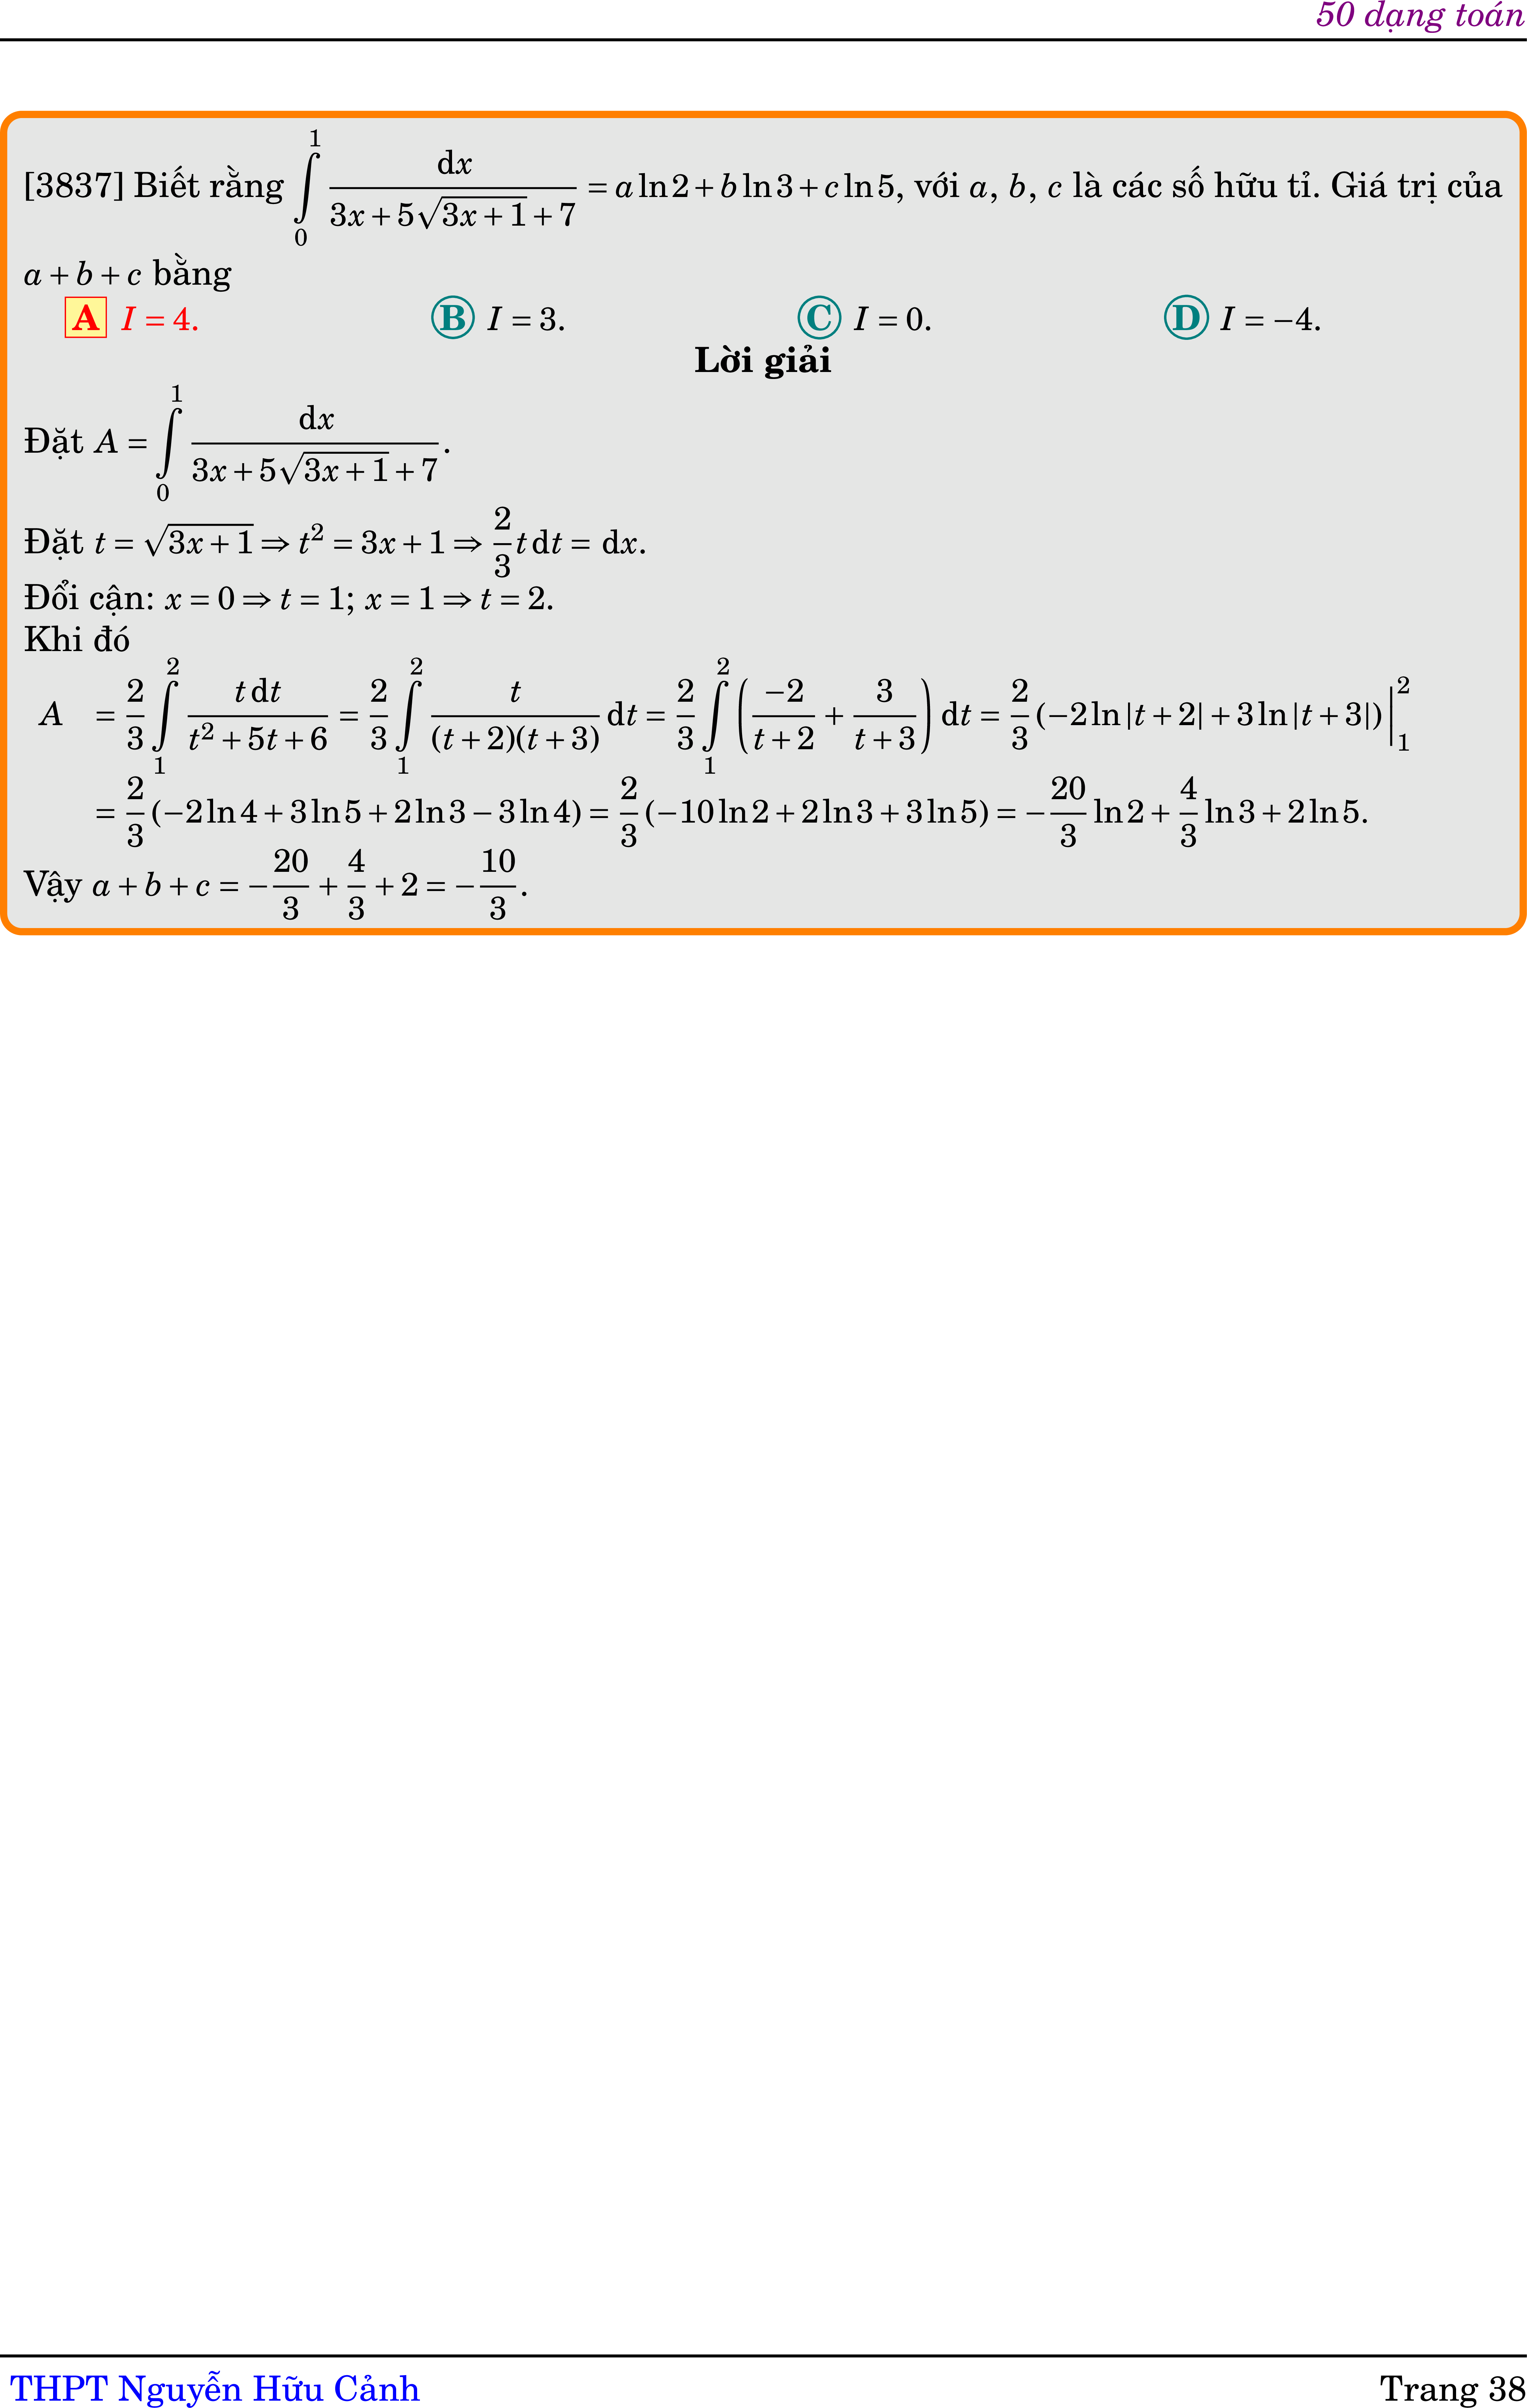 50 dạng toán
[3837] Biết rằng $\int\limits_0^1 \frac{\mathrm{d}x}{3x+5\sqrt{3x+1}+7} = a\ln 2 + b\ln 3 + c\ln 5$, với $a$, $b$, $c$ là các số hữu tỉ. Giá trị của
$a + b + c$ bằng
A $I = 4$. B $I = 3$. C $I = 0$. D $I = -4$.
Lời giải
Đặt $A = \int\limits_0^1 \frac{\mathrm{d}x}{3x+5\sqrt{3x+1}+7}$.
Đặt $t = \sqrt{3x+1} \Rightarrow t^2 = 3x+1 \Rightarrow \frac{2}{3}t\,\mathrm{d}t = \mathrm{d}x$.
Đổi cận: $x = 0 \Rightarrow t = 1$; $x = 1 \Rightarrow t = 2$.
Khi đó
$A = \frac{2}{3}\int\limits_1^2 \frac{t\,\mathrm{d}t}{t^2+5t+6} = \frac{2}{3}\int\limits_1^2 \frac{t}{(t+2)(t+3)}\,\mathrm{d}t = \frac{2}{3}\int\limits_1^2 \left(\frac{-2}{t+2}+\frac{3}{t+3}\right)\mathrm{d}t = \frac{2}{3}(-2\ln|t+2|+3\ln|t+3|)\Big|_1^2$
$= \frac{2}{3}(-2\ln 4+3\ln 5+2\ln 3-3\ln 4) = \frac{2}{3}(-10\ln 2+2\ln 3+3\ln 5) = -\frac{20}{3}\ln 2+\frac{4}{3}\ln 3+2\ln 5.$
Vậy $a + b + c = -\frac{20}{3}+\frac{4}{3}+2 = -\frac{10}{3}$.
THPT Nguyễn Hữu Cảnh Trang 38